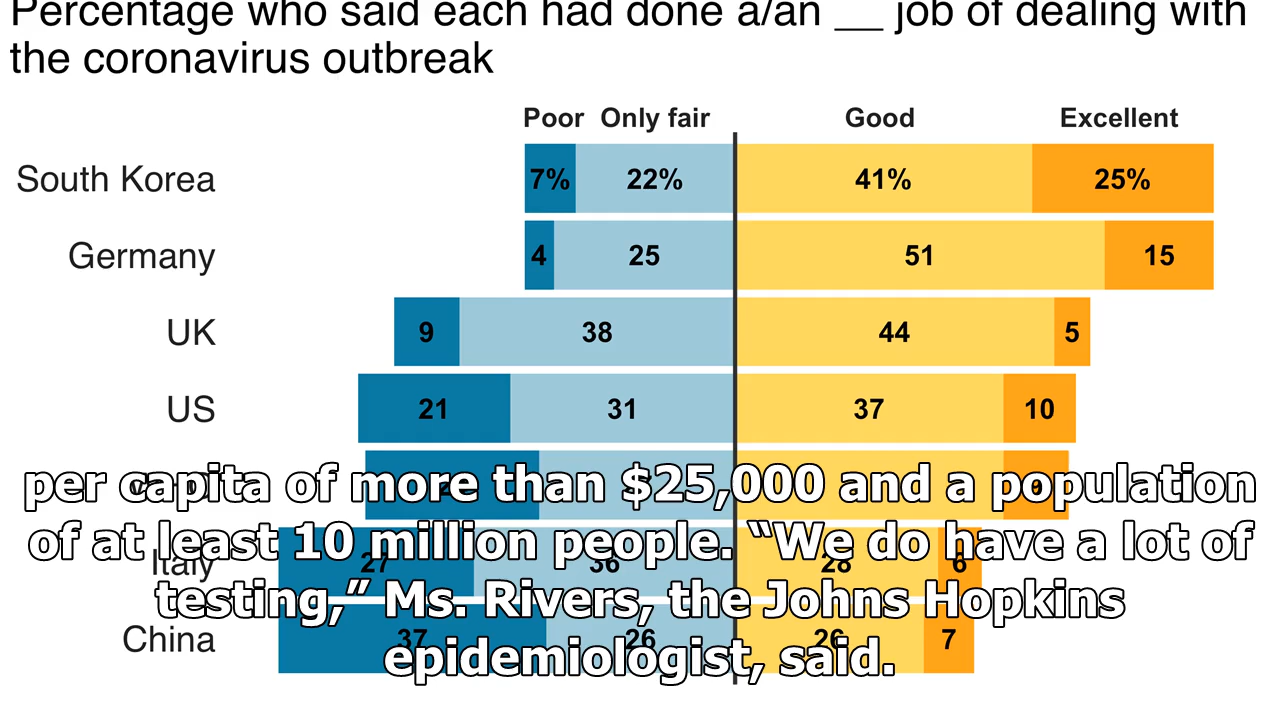 Percentage who said each had done a/an __ job of dealing with
the coronavirus outbreak
Poor Only fair Good Excellent
South Korea 7% 22% 41% 25%
Germany 4 25 51 15
UK 9 38 44 5
US 21 31 37 10
per capita of more than $25,000 and a population
of at least 10 million people. “We do have a lot of
Italy 27 36 28 6
testing,” Ms. Rivers, the Johns Hopkins
China 37 26 26 7
epidemiologist, said.